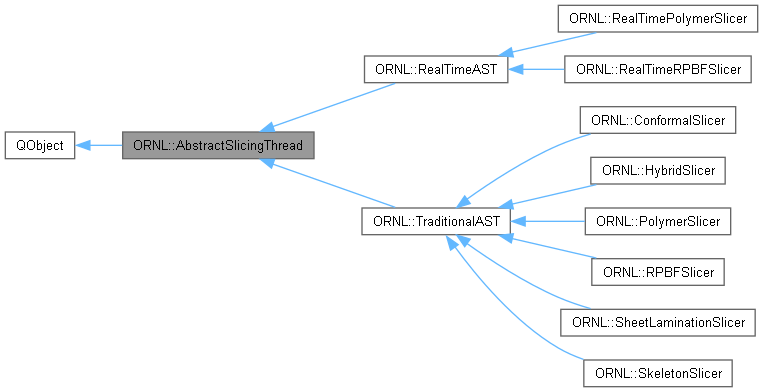 ORNL::RealTimePolymerSlicer
ORNL::RealTimeAST
ORNL::RealTimeRPBFSlicer
ORNL::ConformalSlicer
QObject
ORNL::AbstractSlicingThread
ORNL::HybridSlicer
ORNL::TraditionalAST
ORNL::PolymerSlicer
ORNL::RPBFSlicer
ORNL::SheetLaminationSlicer
ORNL::SkeletonSlicer